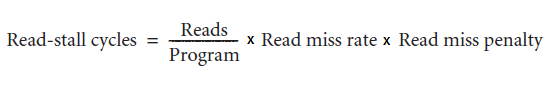 Read-stall cycles = Reads / Program x Read miss rate x Read miss penalty